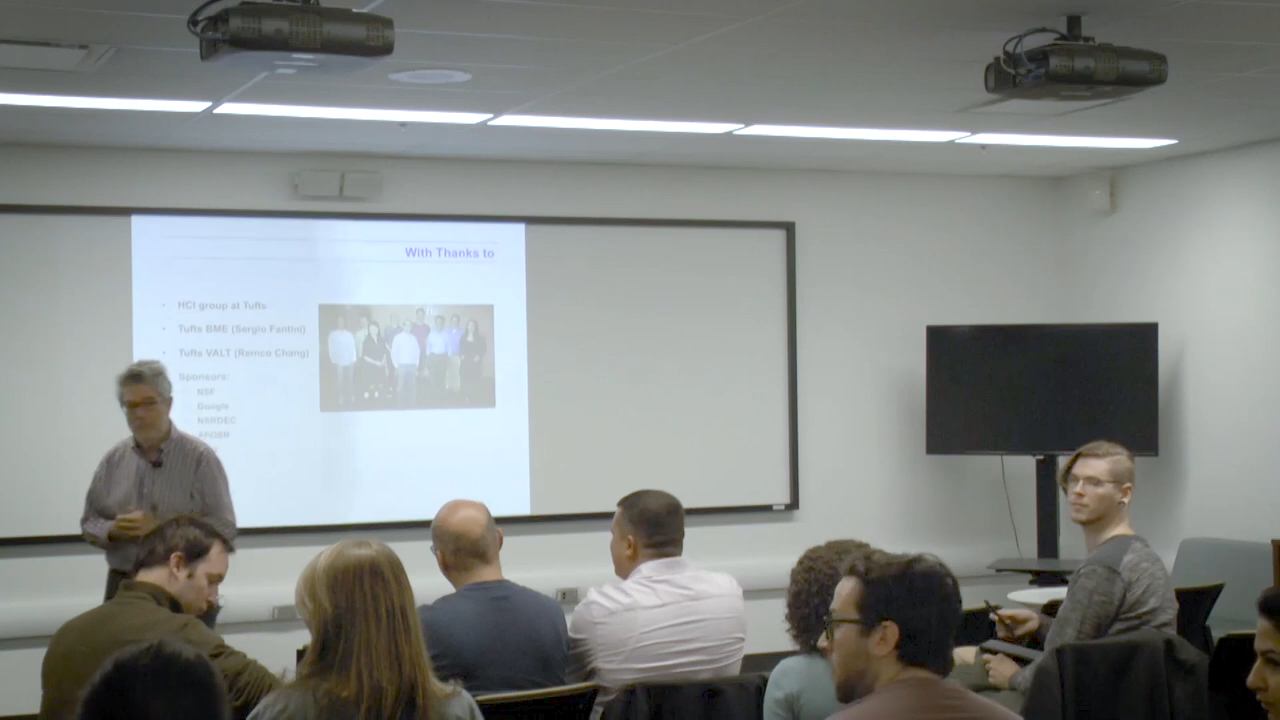 With Thanks to
HCI group at Tufts
Tufts BME (Sergio Fantini)
Tufts VALT (Remco Chang)
Sponsors:
NSF
Google
NSRDEC
AFOSR